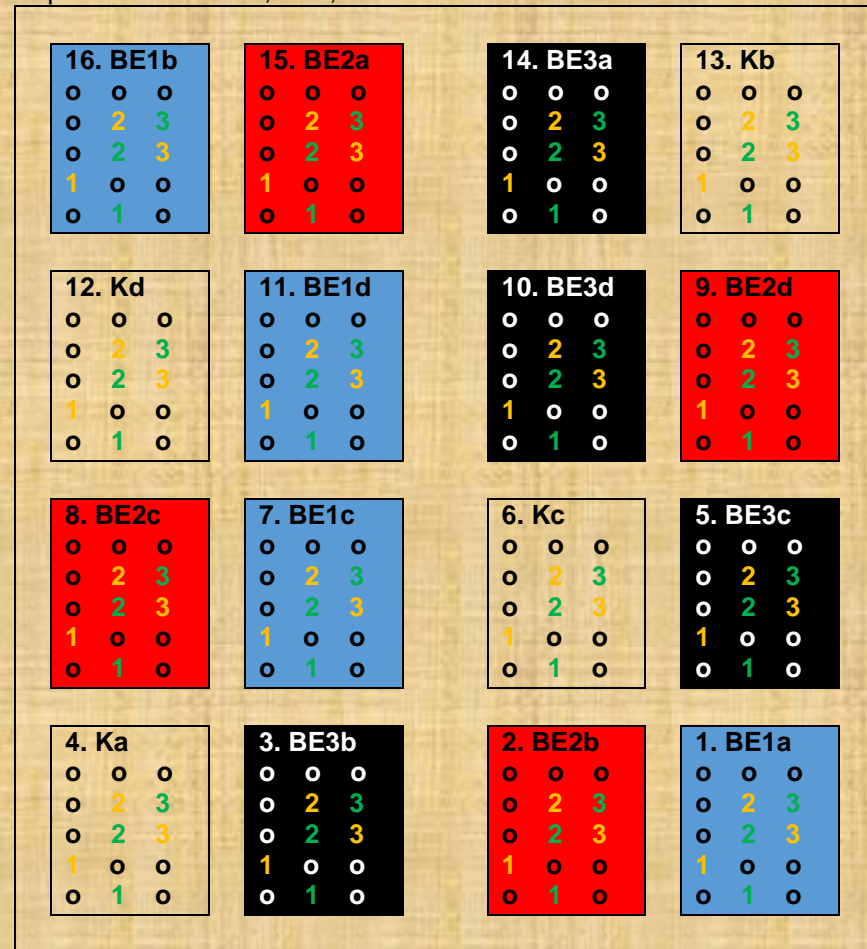 16. BE1b 15. BE2a 14. BE3a 13. Kb
o o o o o o o o o o o o
o 2 3 o 2 3 o 2 3 o 2 3
o 2 3 o 2 3 o 2 3 o 2 3
1 o o 1 o o 1 o o 1 o o
o 1 o o 1 o o 1 o o 1 o
12. Kd 11. BE1d 10. BE3d 9. BE2d
o o o o o o o o o o o o
o 2 3 o 2 3 o 2 3 o 2 3
o 2 3 o 2 3 o 2 3 o 2 3
1 o o 1 o o 1 o o 1 o o
o 1 o o 1 o o 1 o o 1 o
8. BE2c 7. BE1c 6. Kc 5. BE3c
o o o o o o o o o o o o
o 2 3 o 2 3 o 2 3 o 2 3
o 2 3 o 2 3 o 2 3 o 2 3
1 o o 1 o o 1 o o 1 o o
o 1 o o 1 o o 1 o o 1 o
4. Ka 3. BE3b 2. BE2b 1. BE1a
o o o o o o o o o o o o
o 2 3 o 2 3 o 2 3 o 2 3
o 2 3 o 2 3 o 2 3 o 2 3
1 o o 1 o o 1 o o 1 o o
o 1 o o 1 o o 1 o o 1 o